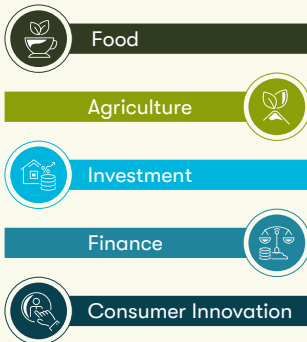 Food
Agriculture
Investment
Finance
Consumer Innovation